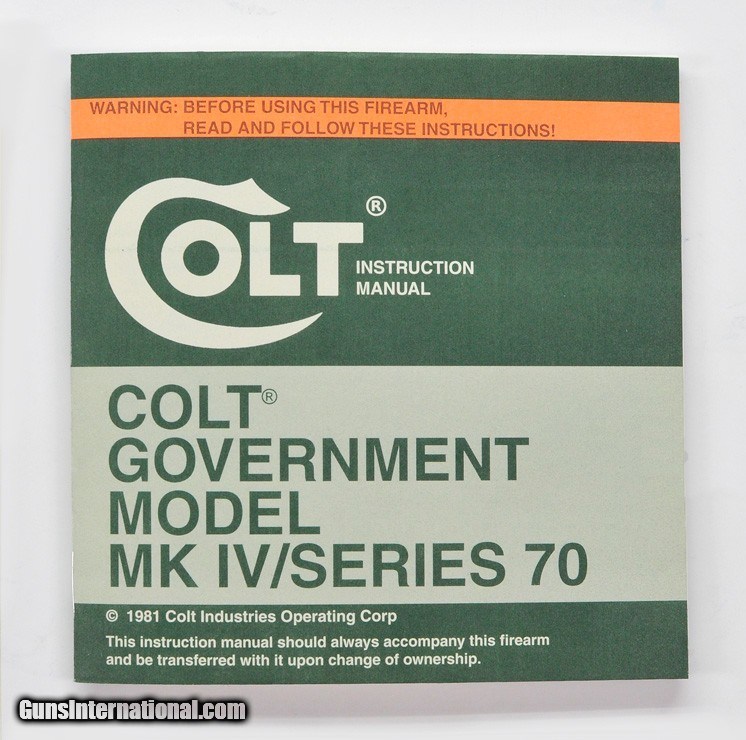 WARNING: BEFORE USING THIS FIREARM,
READ AND FOLLOW THESE INSTRUCTIONS!
COLT®
INSTRUCTION
MANUAL
COLT®
GOVERNMENT
MODEL
MK IV/SERIES 70
© 1981 Colt Industries Operating Corp
This instruction manual should always accompany this firearm
and be transferred with it upon change of ownership.
GunsInternational.com